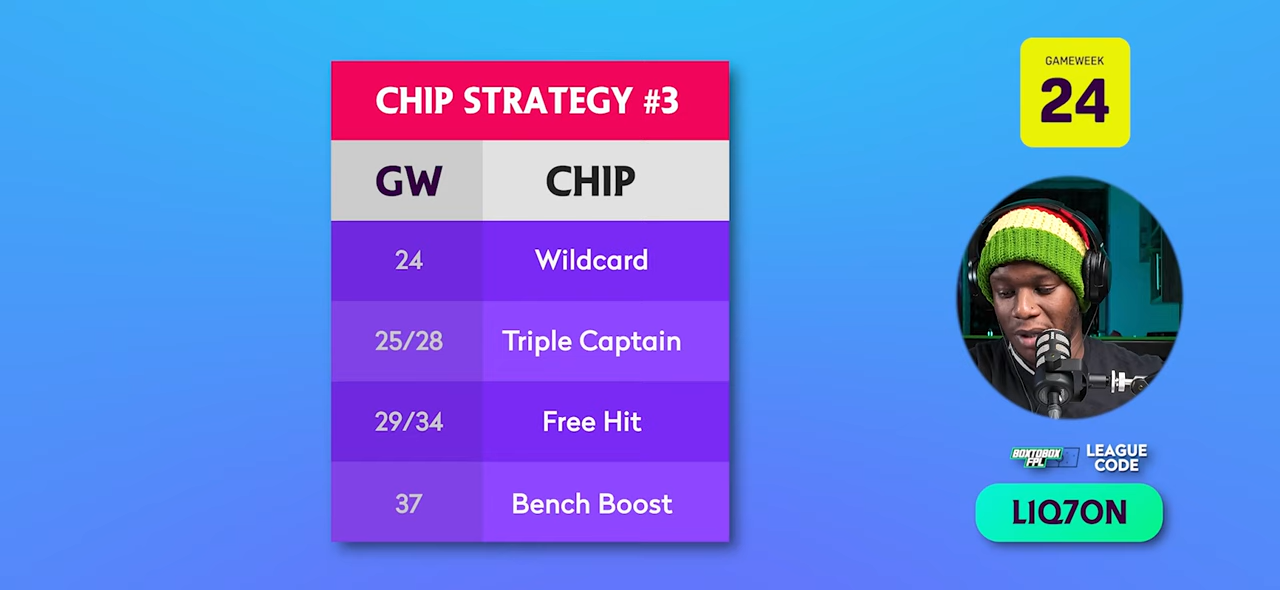 CHIP STRATEGY #3
GW CHIP
24 Wildcard
25/28 Triple Captain
29/34 Free Hit
37 Bench Boost
GAMEWEEK
24
BOXTOBOX
FPL
LEAGUE
CODE
L1Q7ON